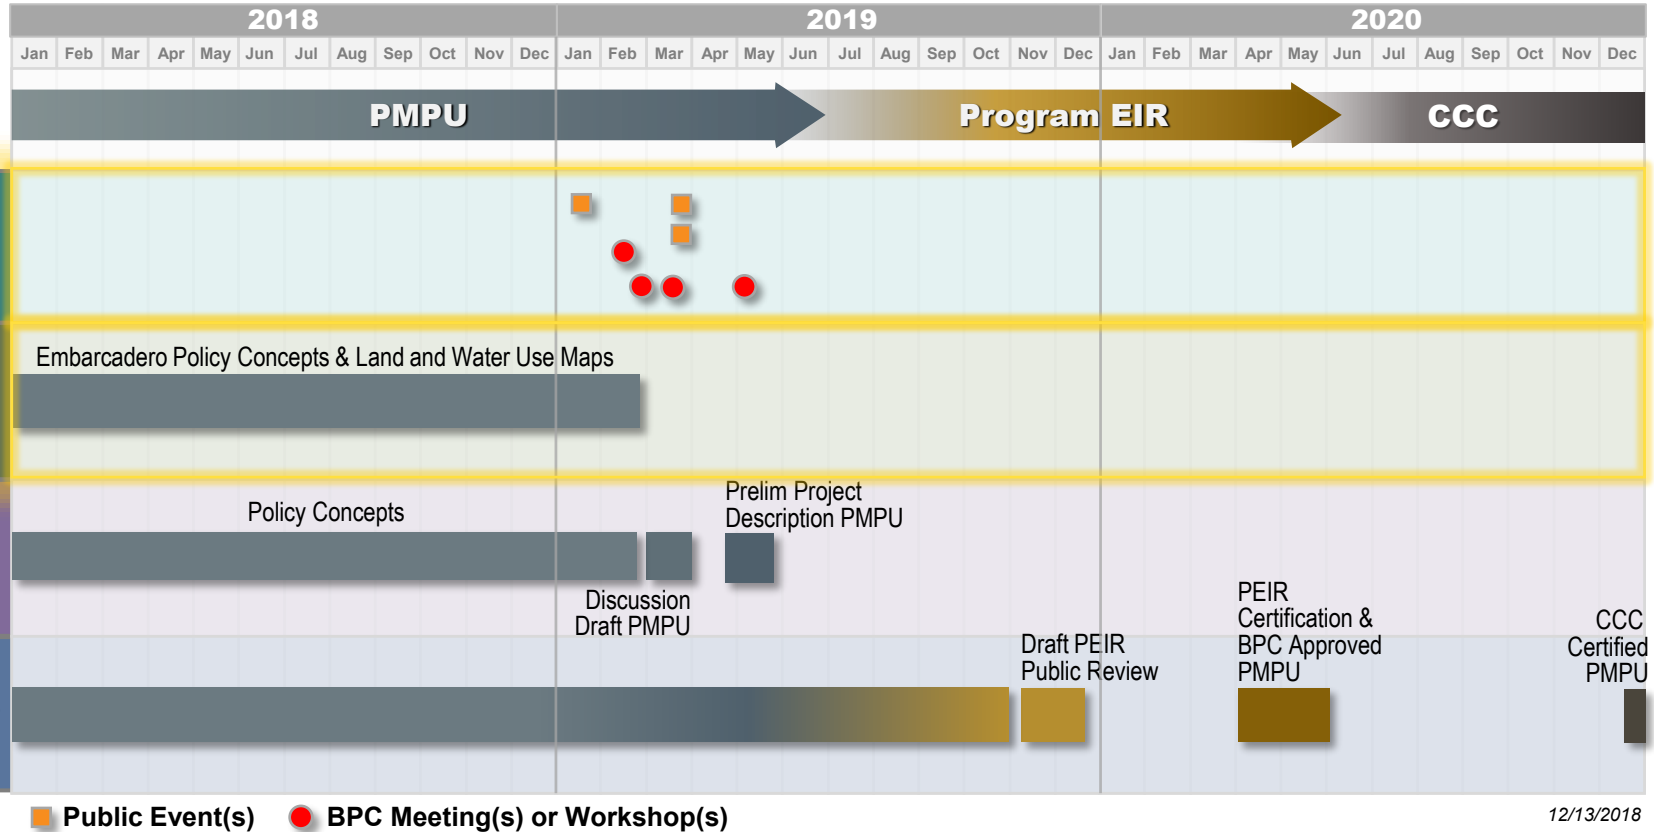 2018 2019 2020
Jan Feb Mar Apr May Jun Jul Aug Sep Oct Nov Dec Jan Feb Mar Apr May Jun Jul Aug Sep Oct Nov Dec Jan Feb Mar Apr May Jun Jul Aug Sep Oct Nov Dec
PMPU Program EIR CCC
Embarcadero Policy Concepts & Land and Water Use Maps
Policy Concepts
Prelim Project
Description PMPU
Discussion
Draft PMPU
Draft PEIR
Public Review
PEIR
Certification &
BPC Approved
PMPU
CCC
Certified
PMPU
Public Event(s) BPC Meeting(s) or Workshop(s)
12/13/2018